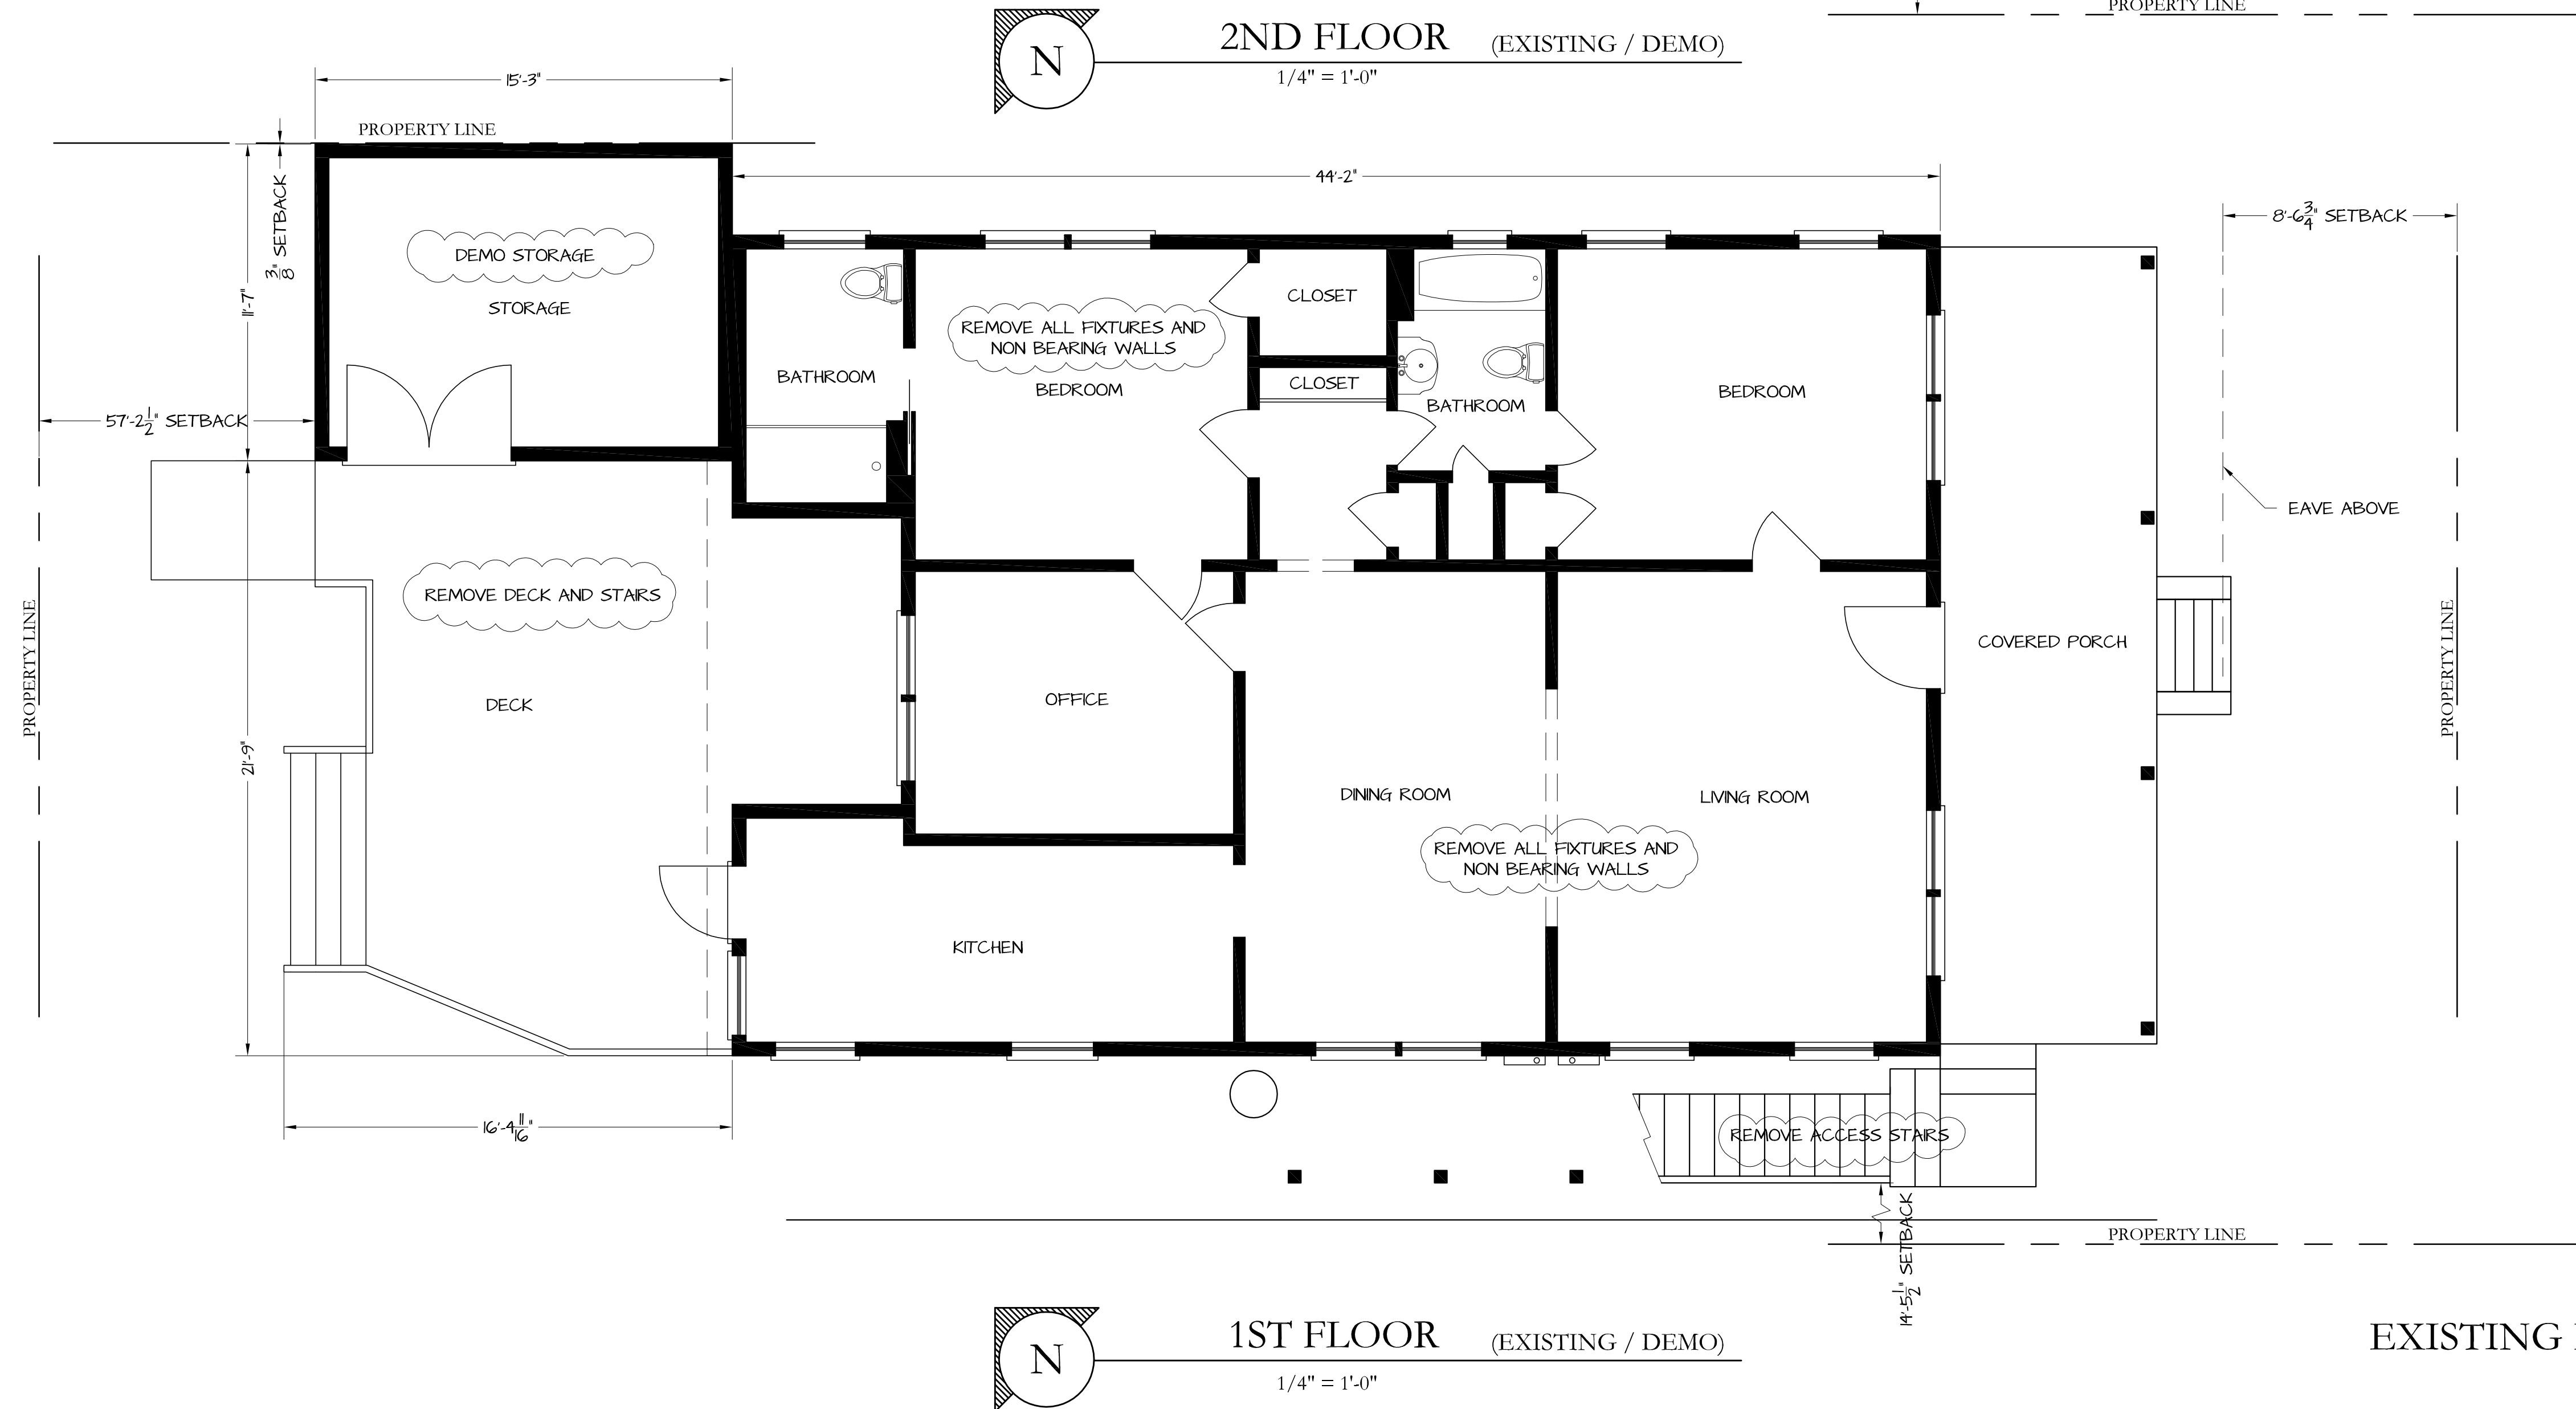 PROPERTY LINE
N
2ND FLOOR (EXISTING / DEMO)
1/4" = 1'-0"
15'-3"
PROPERTY LINE
44'-2"
3/8" SETBACK
8'-6 3/4" SETBACK
11'-7"
DEMO STORAGE
STORAGE
CLOSET
REMOVE ALL FIXTURES AND
NON BEARING WALLS
BATHROOM
BEDROOM
CLOSET
BATHROOM
BEDROOM
57'-2 1/2" SETBACK
EAVE ABOVE
REMOVE DECK AND STAIRS
PROPERTY LINE
COVERED PORCH
PROPERTY LINE
DECK
OFFICE
21'-9"
DINING ROOM
LIVING ROOM
REMOVE ALL FIXTURES AND
NON BEARING WALLS
KITCHEN
16'-4 11/16"
REMOVE ACCESS STAIRS
14'-5 1/2" SETBACK
PROPERTY LINE
N
1ST FLOOR (EXISTING / DEMO)
1/4" = 1'-0"
EXISTING